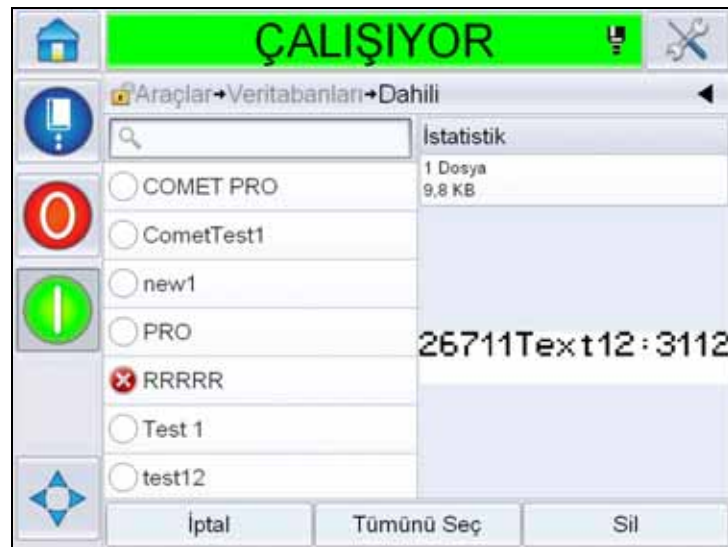 ÇALIŞIYOR
Araçlar→Veritabanları→Dahili
İstatistik
1 Dosya
9,8 KB
COMET PRO
CometTest1
new1
PRO
RRRRR
Test 1
test12
26711Text12:3112
İptal
Tümünü Seç
Sil